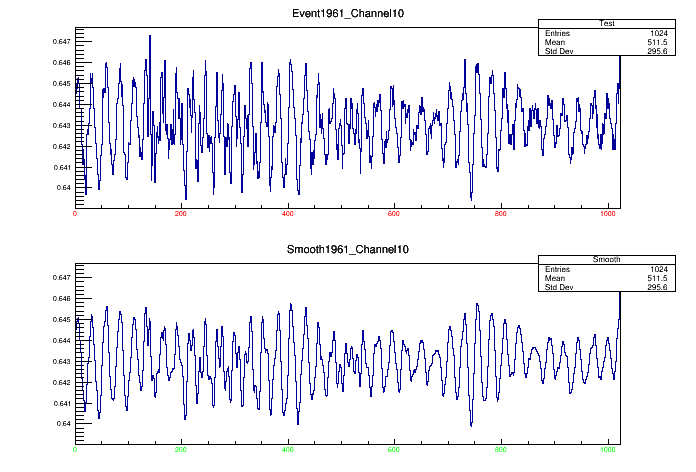 Event1961_Channel10
Test
Entries 1024
Mean 511.5
Std Dev 295.6
0.647
0.646
0.645
0.644
0.643
0.642
0.641
0.64
0 200 400 600 800 1000
Smooth1961_Channel10
Smooth
Entries 1024
Mean 511.5
Std Dev 295.6
0.647
0.646
0.645
0.644
0.643
0.642
0.641
0.64
0 200 400 600 800 1000